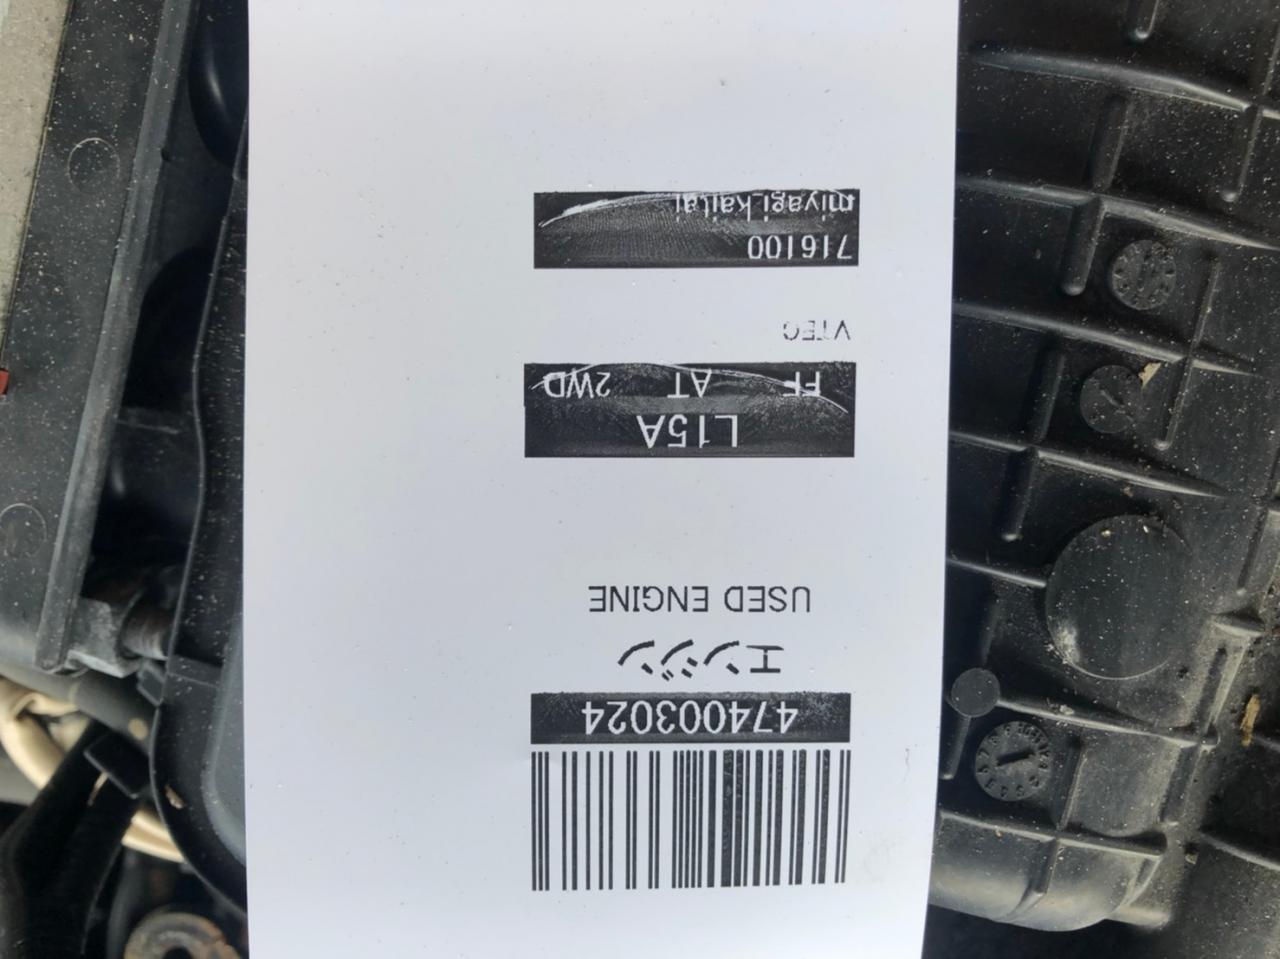 474003024
エンジン
USED ENGINE
L15A
FF AT 2WD
VTEC
716100
miyagi_kaitai